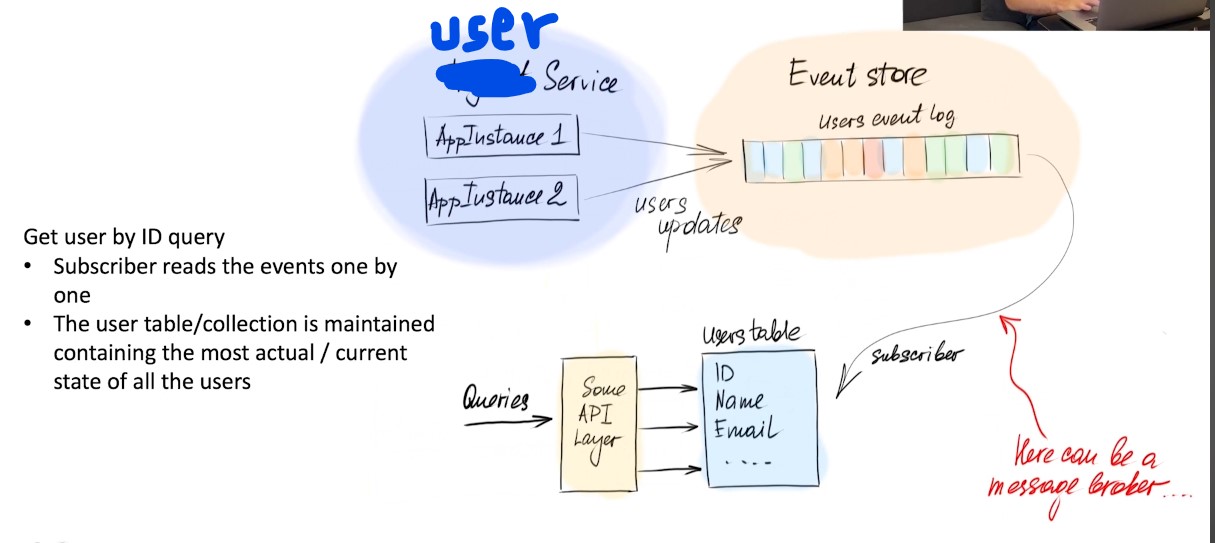 user
Service
AppInstance 1
AppInstance 2
users
updates
Event store
users event log
Get user by ID query
• Subscriber reads the events one by
one
• The user table/collection is maintained
containing the most actual / current
state of all the users
Queries
Some
API
Layer
users table
ID
Name
Email
....
subscriber
Here can be a
message broker....